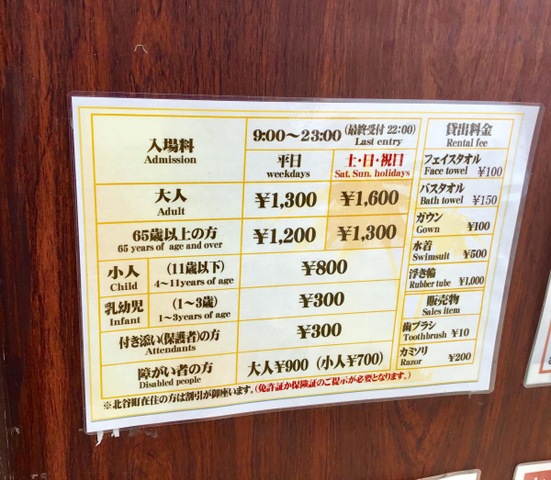 入場料
Admission
9:00〜23:00 (最終受付 22:00)
Last entry
平日
weekdays
土・日・祝日
Sat. Sun. holidays
大人
Adult
¥1,300
¥1,600
65歳以上の方
65 years of age and over
¥1,200
¥1,300
小人 (11歳以下)
Child 4〜11years of age
¥800
乳幼児 (1〜3歳)
Infant 1〜3years of age
¥300
付き添い(保護者)の方
Attendants
¥300
障がい者の方
Disabled people
大人¥900 (小人¥700)
※北谷町在住の方は割引が御座います。(免許証か保険証のご提示が必要となります。)
貸出料金
Rental fee
フェイスタオル
Face towel ¥100
バスタオル
Bath towel ¥150
ガウン
Gown ¥100
水着
Swimsuit ¥500
浮き輪
Rubber tube ¥1,000
販売物
Sales item
歯ブラシ
Toothbrush ¥10
カミソリ
Razor ¥200